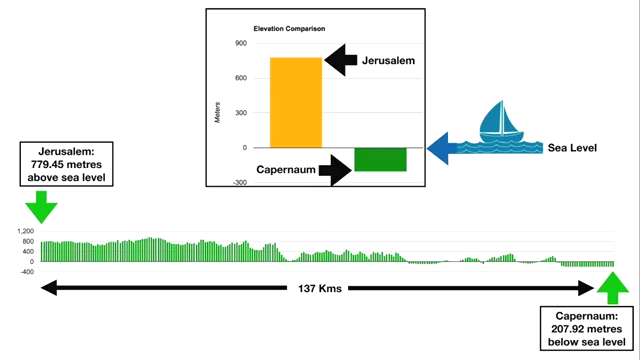 Elevation Comparison
900
600
300
0
-300
Meters
Jerusalem
Capernaum
Sea Level
Jerusalem:
779.45 metres
above sea level
1,200
800
400
0
-400
137 Kms
Capernaum:
207.92 metres
below sea level